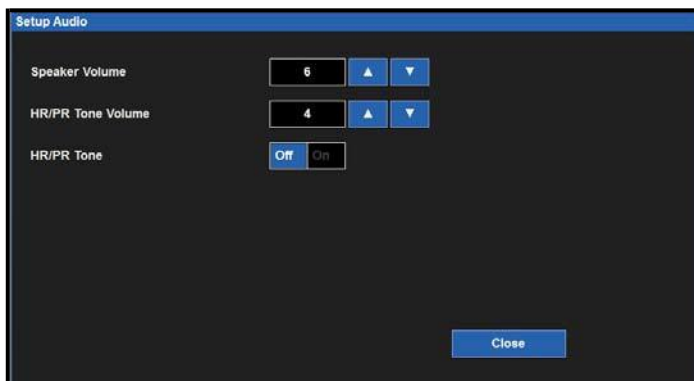 Setup Audio
Speaker Volume 6 ▲ ▼
HR/PR Tone Volume 4 ▲ ▼
HR/PR Tone Off On
Close